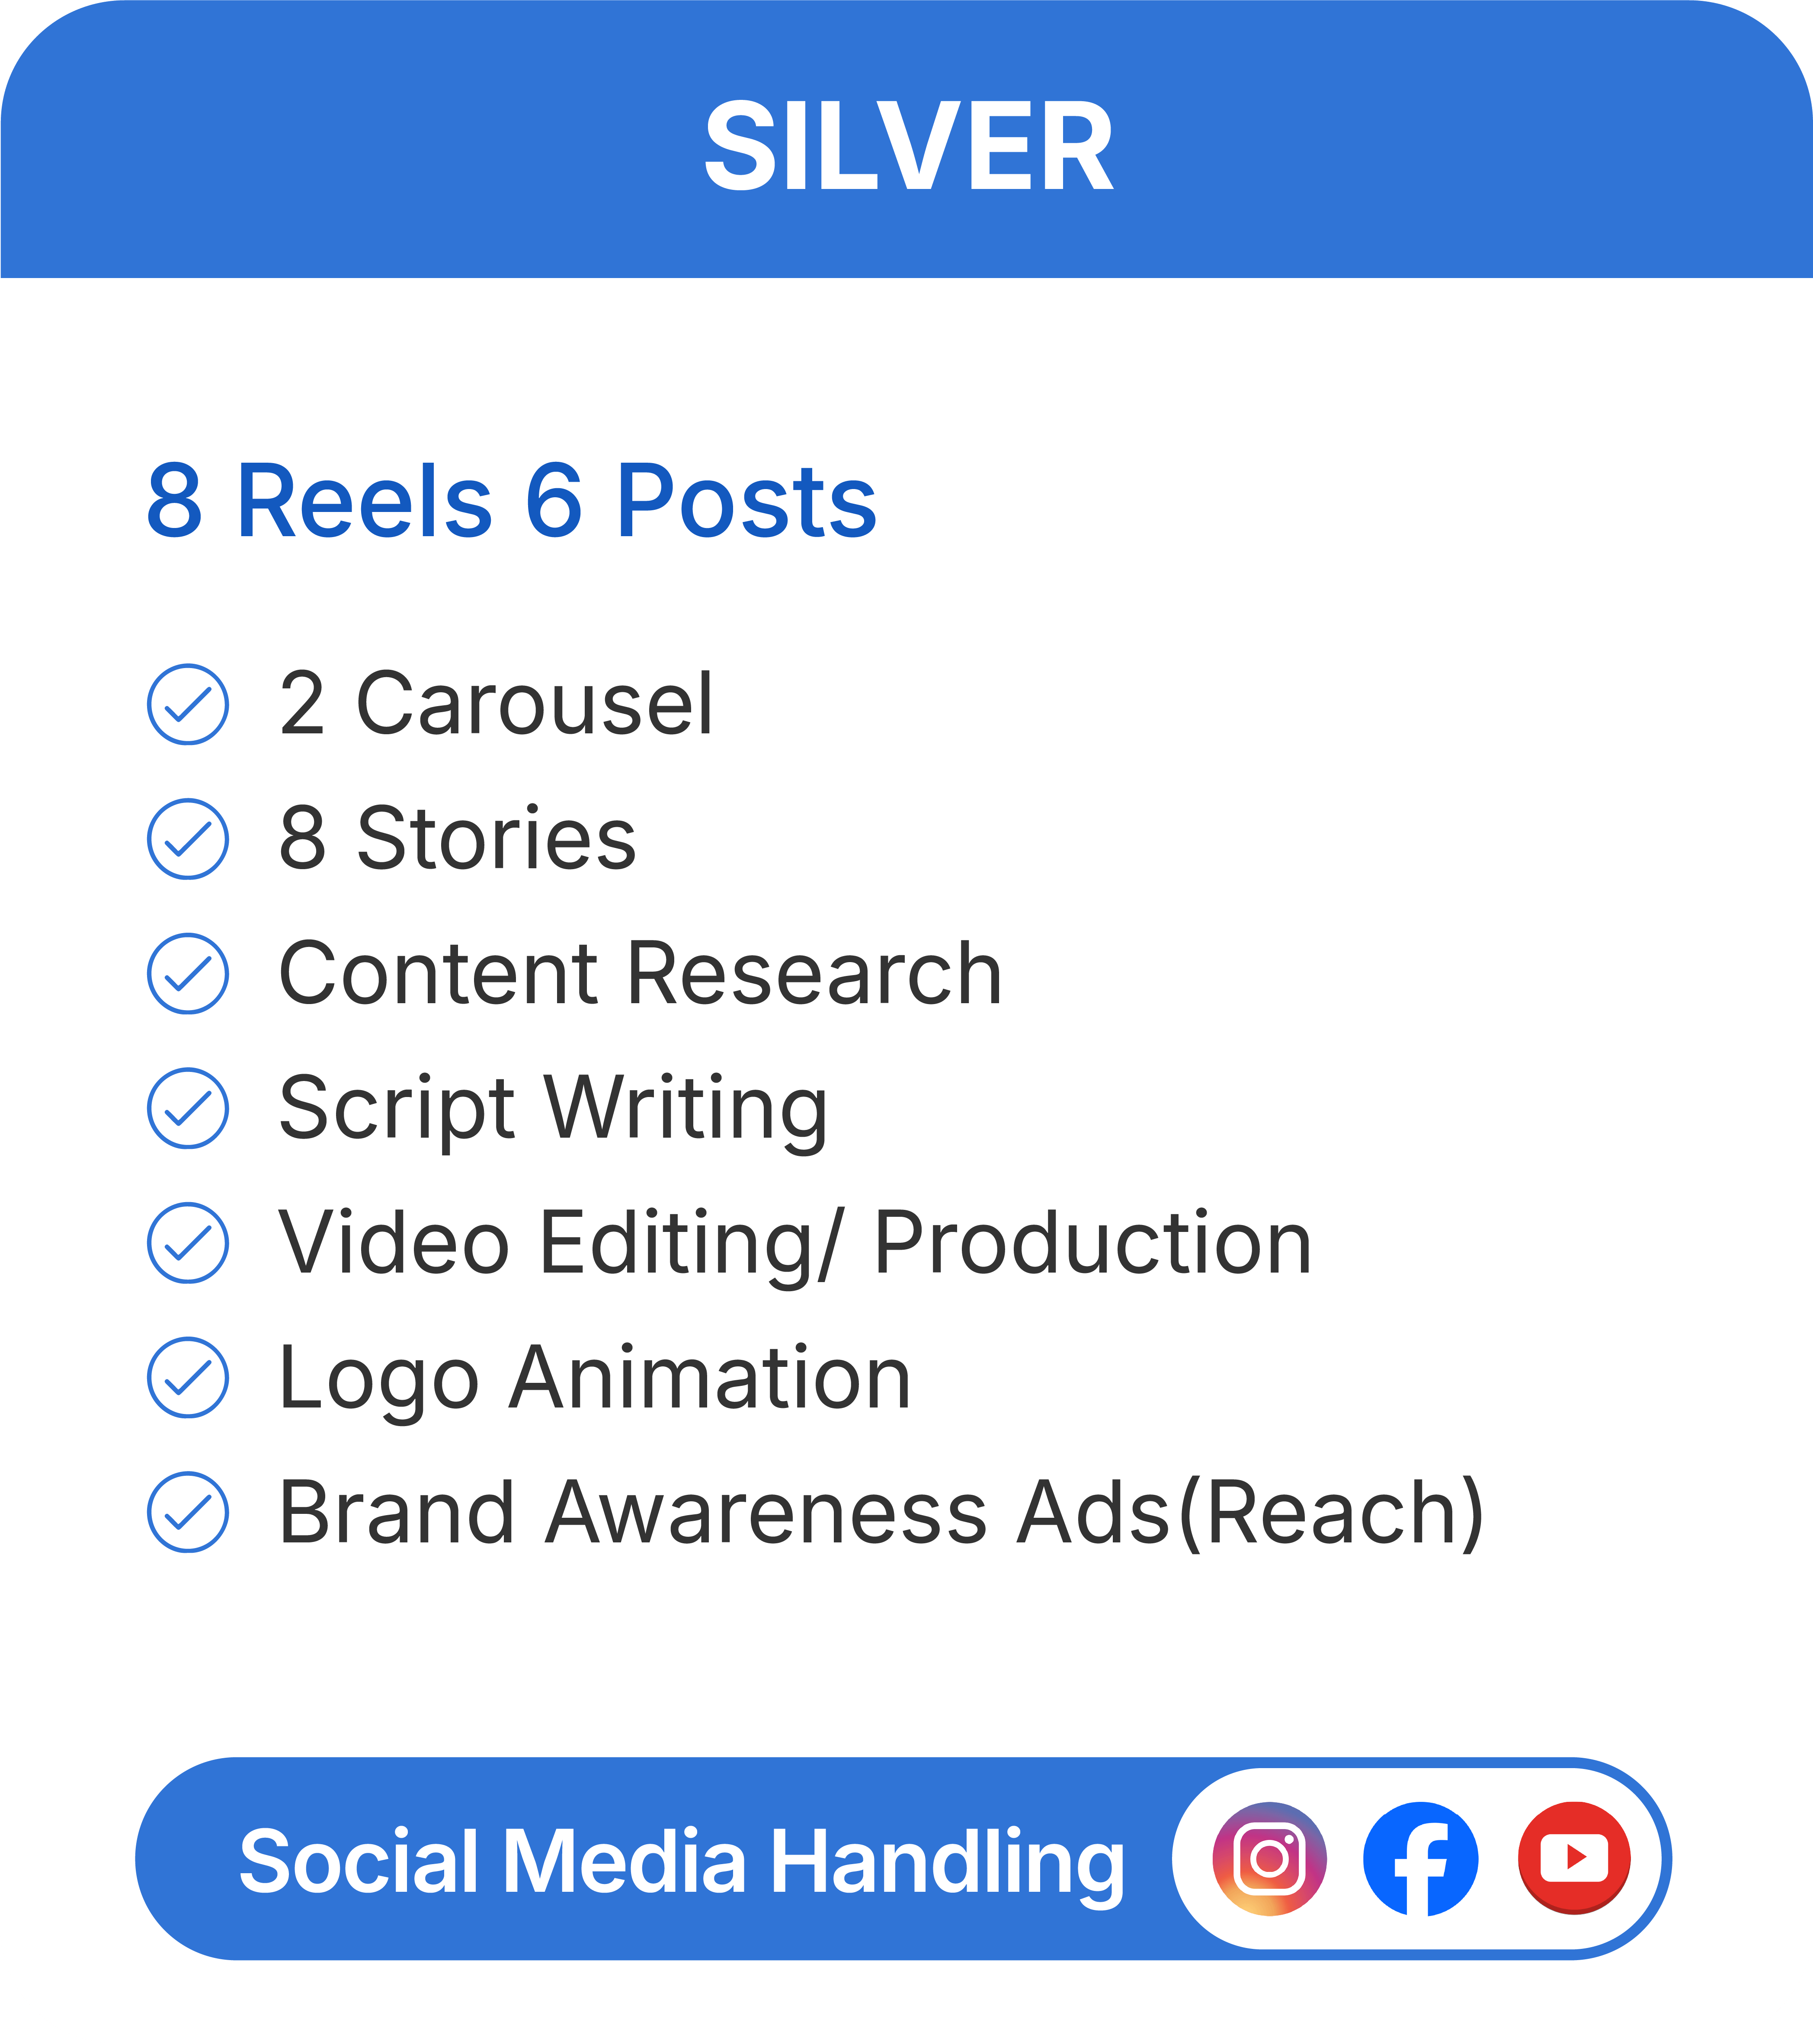 SILVER
8 Reels 6 Posts
2 Carousel
8 Stories
Content Research
Script Writing
Video Editing/ Production
Logo Animation
Brand Awareness Ads(Reach)
Social Media Handling